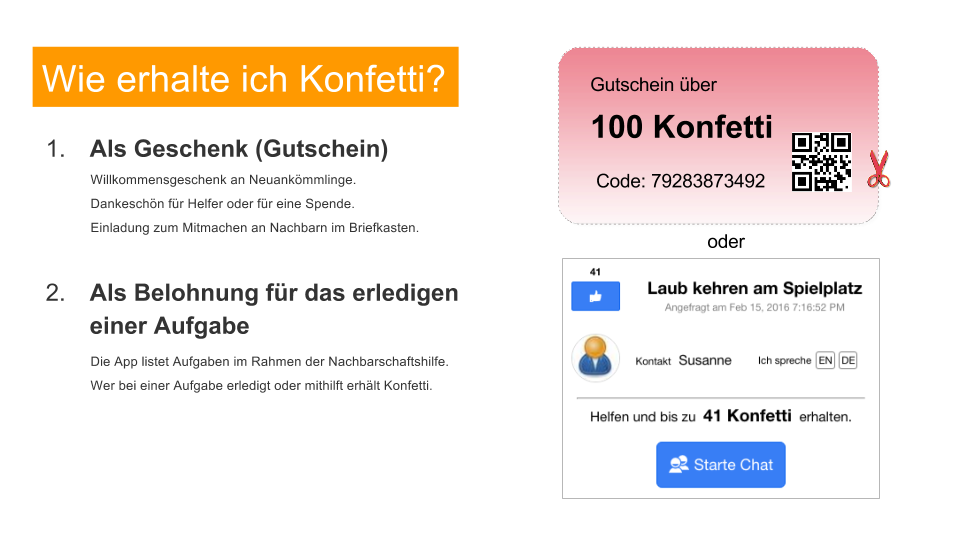 Wie erhalte ich Konfetti?
1. Als Geschenk (Gutschein)
Willkommensgeschenk an Neuankömmlinge.
Dankeschön für Helfer oder für eine Spende.
Einladung zum Mitmachen an Nachbarn im Briefkasten.
2. Als Belohnung für das erledigen
einer Aufgabe
Die App listet Aufgaben im Rahmen der Nachbarschaftshilfe.
Wer bei einer Aufgabe erledigt oder mithilft erhält Konfetti.
Gutschein über
100 Konfetti
Code: 79283873492
oder
41
Laub kehren am Spielplatz
Angefragt am Feb 15, 2016 7:16:52 PM
Kontakt Susanne Ich spreche EN DE
Helfen und bis zu 41 Konfetti erhalten.
Starte Chat